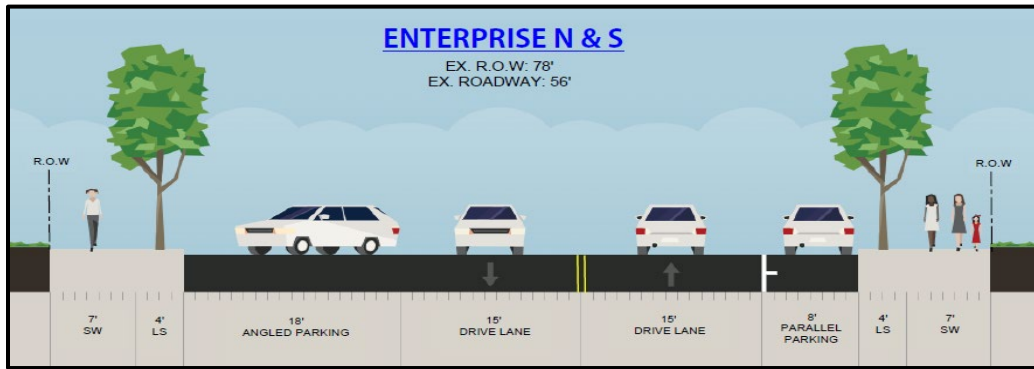 ENTERPRISE N & S
EX. R.O.W: 78'
EX. ROADWAY: 56'
R.O.W
R.O.W
7'
SW
4'
LS
18'
ANGLED PARKING
15'
DRIVE LANE
15'
DRIVE LANE
8'
PARALLEL
PARKING
4'
LS
7'
SW